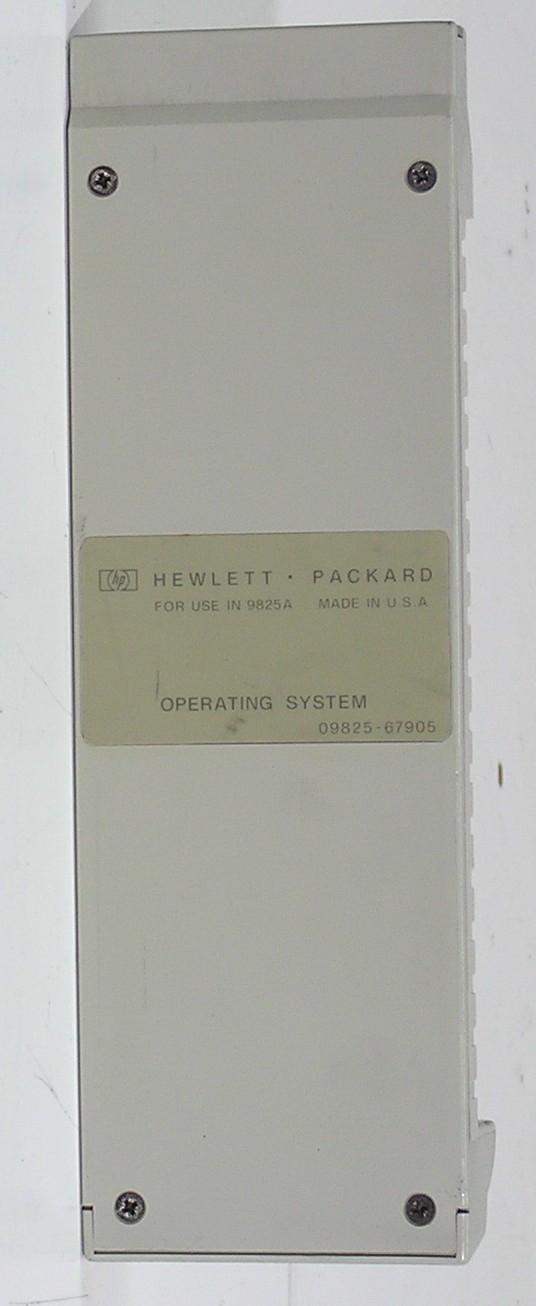 hp HEWLETT · PACKARD
FOR USE IN 9825A MADE IN U.S.A
OPERATING SYSTEM
09825-67905